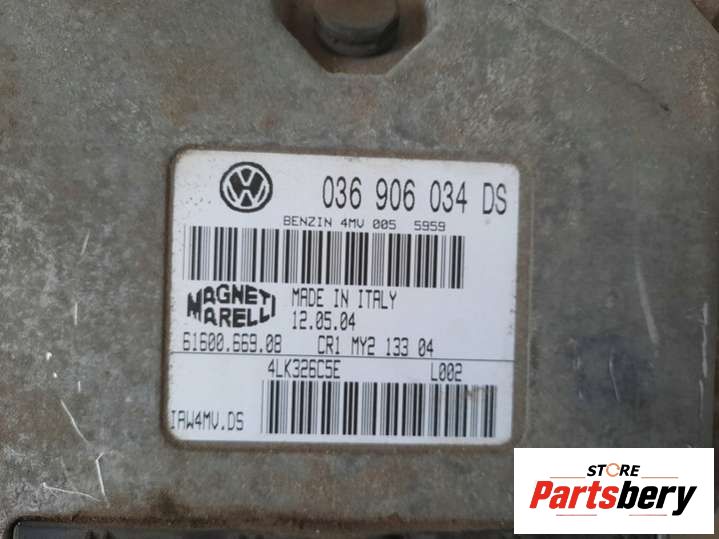 036 906 034 DS
BENZIN 4MV 005 5959
MAGNETI
MARELLI
MADE IN ITALY
12.05.04
61600.669.08 CR1 MY2 133 04
4LK326C5E L002
IAW4MV.DS
STORE
Partsbery